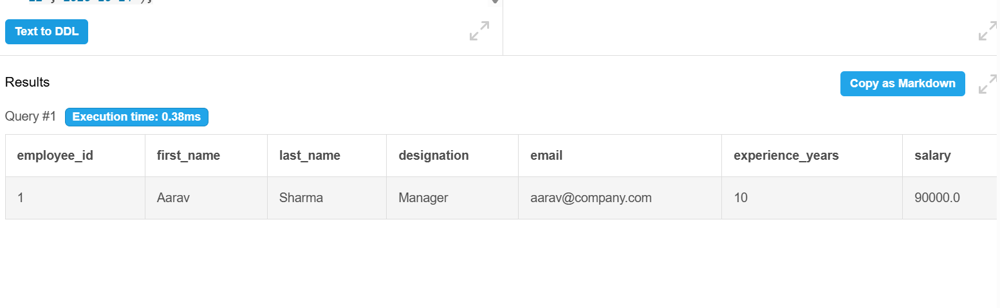 Text to DDL
Results
Copy as Markdown
Query #1 Execution time: 0.38ms
employee_id first_name last_name designation email experience_years salary
1 Aarav Sharma Manager aarav@company.com 10 90000.0